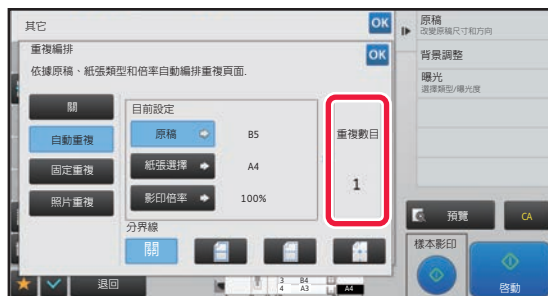 其它
OK
重複編排
OK
依據原稿、紙張類型和倍率自動編排重複頁面.
關
自動重複
固定重複
照片重複
目前設定
原稿
B5
紙張選擇
A4
影印倍率
100%
重複數目
1
分界線
關
退回
3 B4
4 A3
A4
原稿
改變原稿尺寸和方向
背景調整
曝光
選擇類型/曝光度
預覽
CA
樣本影印
啓動